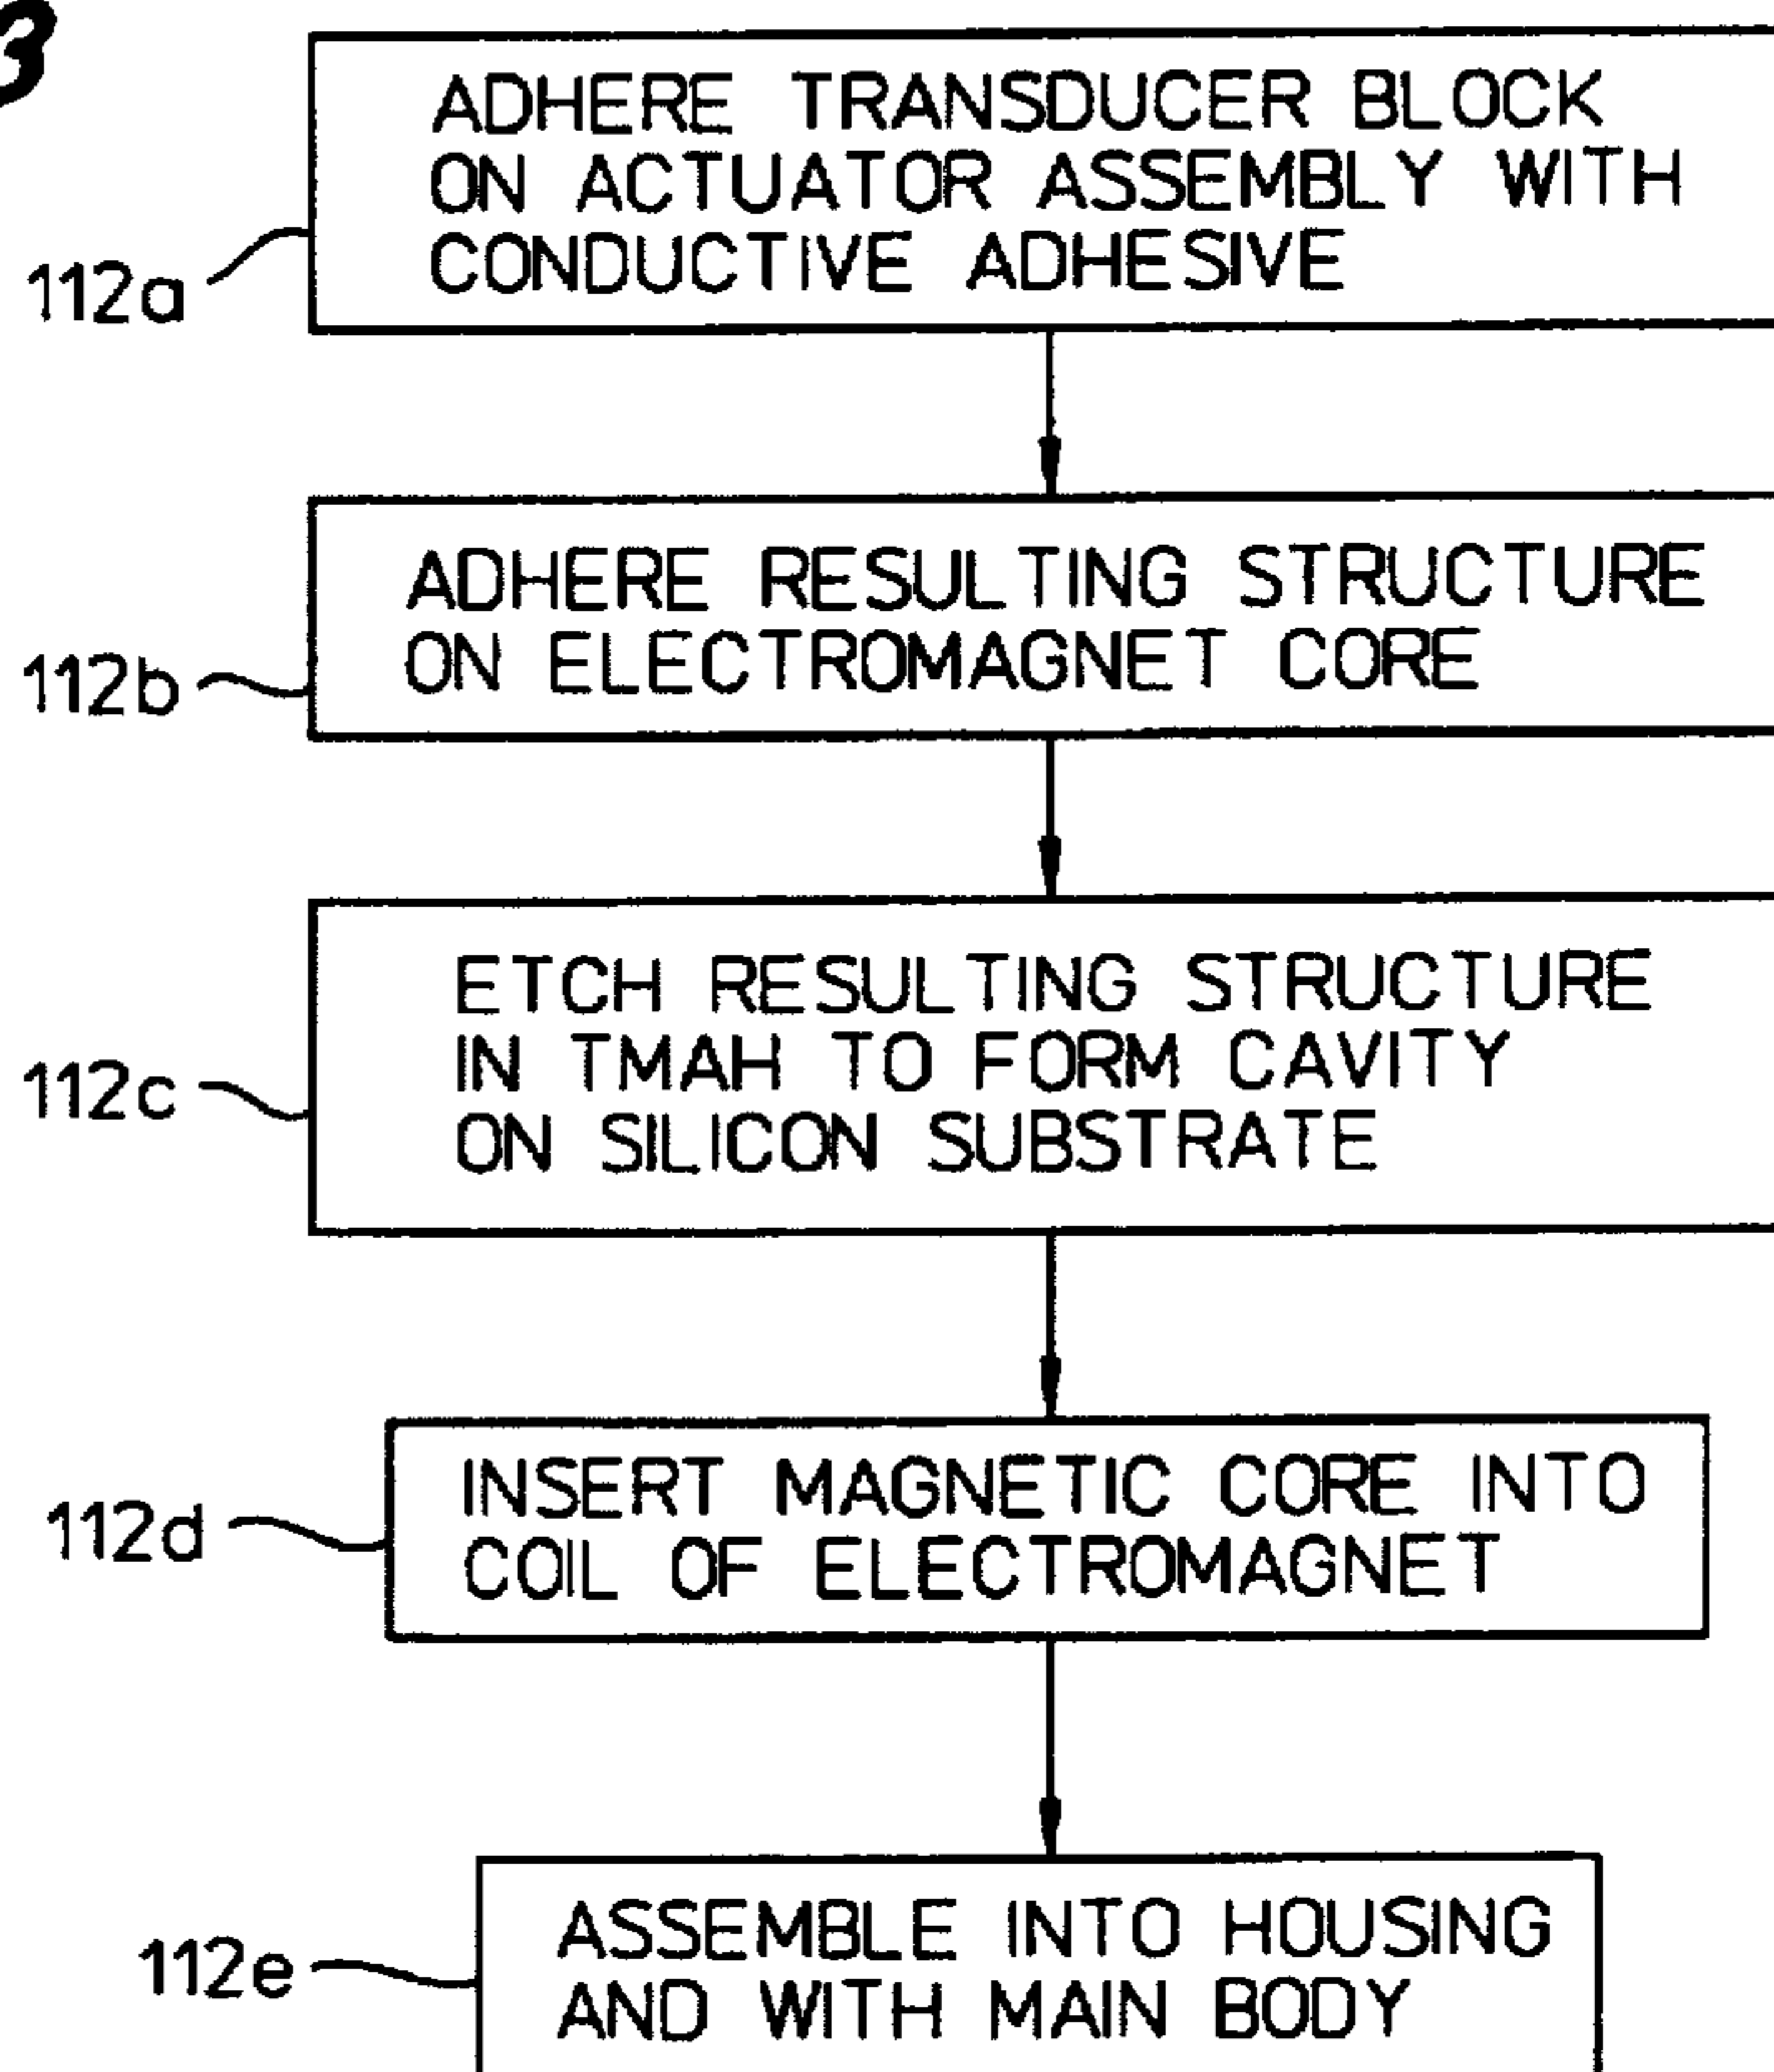 3
ADHERE TRANSDUCER BLOCK
ON ACTUATOR ASSEMBLY WITH
CONDUCTIVE ADHESIVE
112a
ADHERE RESULTING STRUCTURE
ON ELECTROMAGNET CORE
112b
ETCH RESULTING STRUCTURE
IN TMAH TO FORM CAVITY
ON SILICON SUBSTRATE
112c
INSERT MAGNETIC CORE INTO
COIL OF ELECTROMAGNET
112d
ASSEMBLE INTO HOUSING
AND WITH MAIN BODY
112e